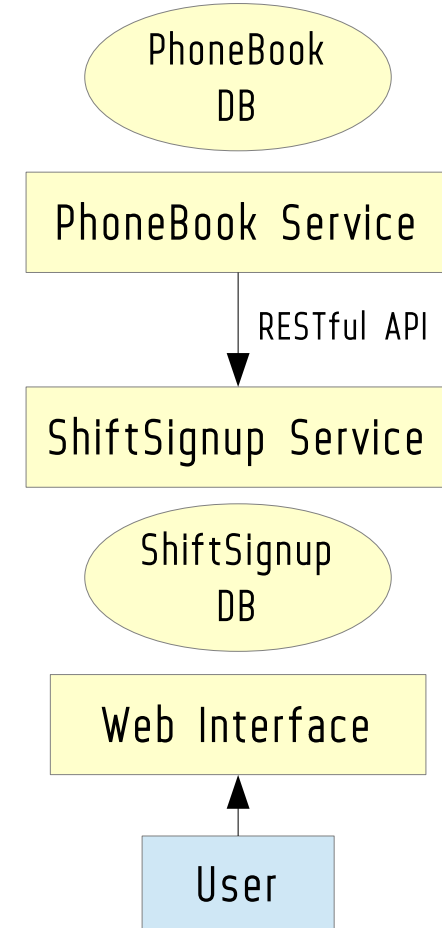 PhoneBook
DB
PhoneBook Service
RESTful API
ShiftSignup Service
ShiftSignup
DB
Web Interface
User